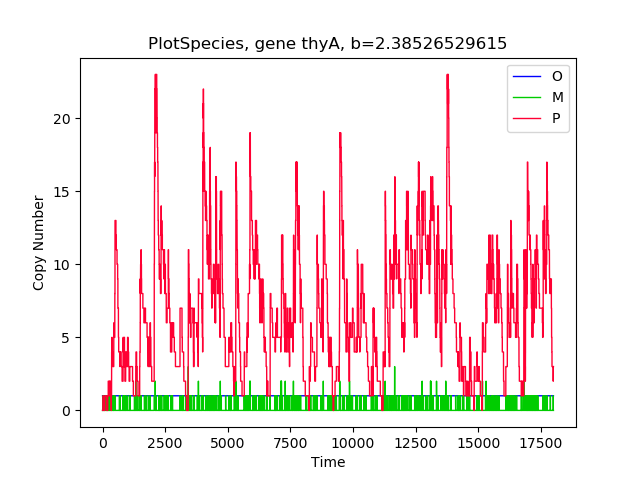 PlotSpecies, gene thyA, b=2.38526529615
O
M
P
20
15
10
5
0
Copy Number
0 2500 5000 7500 10000 12500 15000 17500
Time